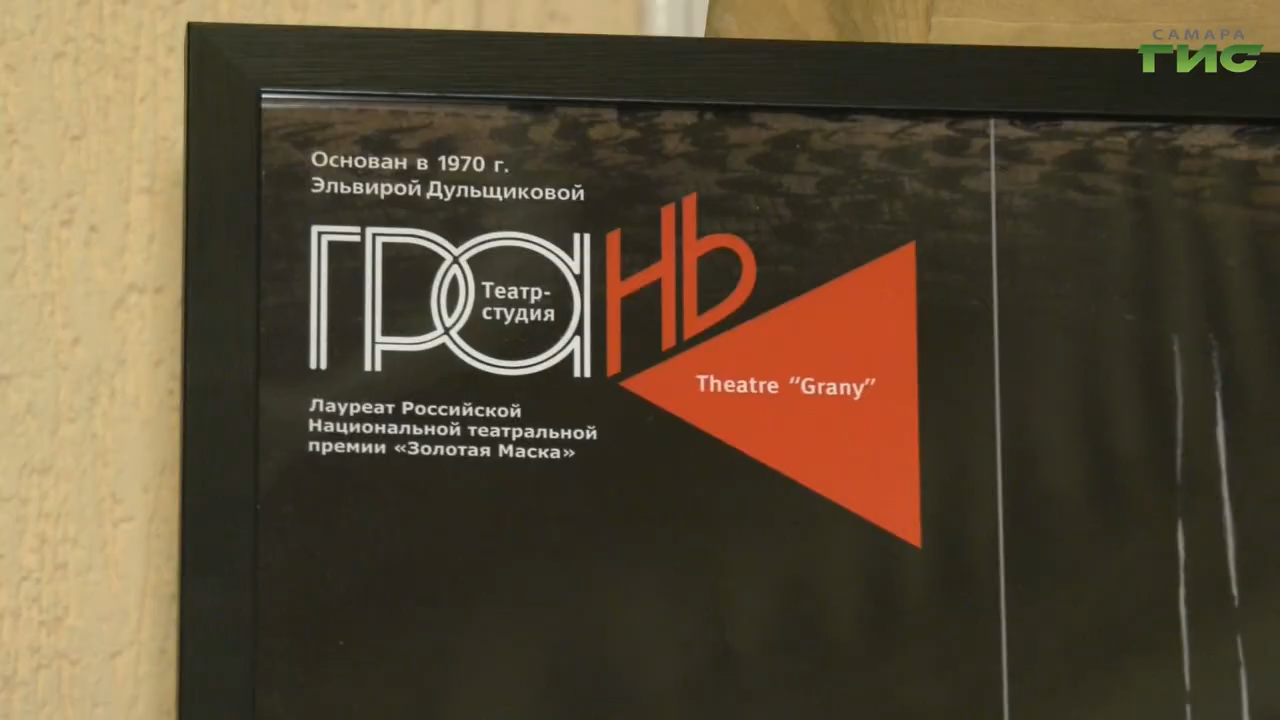 САМАРА
ГИС
Основан в 1970 г.
Эльвирой Дульщиковой
ГРАНЬ
Театр-
студия
Theatre “Grany”
Лауреат Российской
Национальной театральной
премии «Золотая Маска»